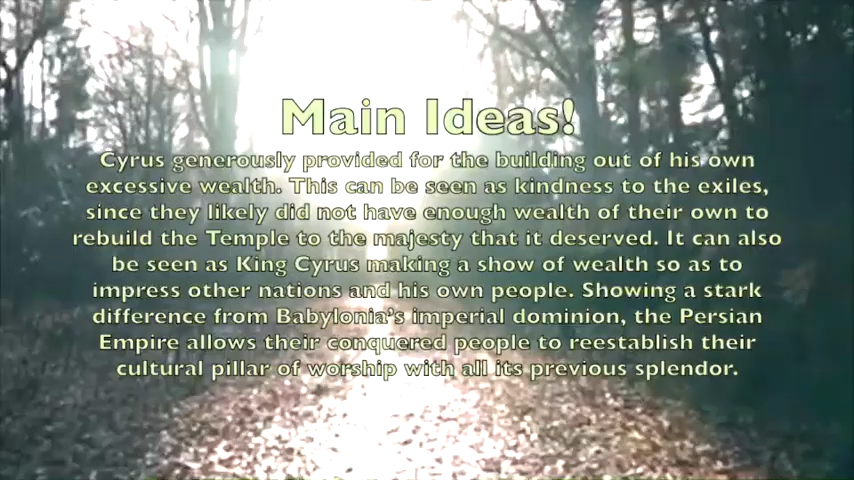 Main Ideas!
Cyrus generously provided for the building out of his own
excessive wealth. This can be seen as kindness to the exiles,
since they likely did not have enough wealth of their own to
rebuild the Temple to the majesty that it deserved. It can also
be seen as King Cyrus making a show of wealth so as to
impress other nations and his own people. Showing a stark
difference from Babylonia's imperial dominion, the Persian
Empire allows their conquered people to reestablish their
cultural pillar of worship with all its previous splendor.